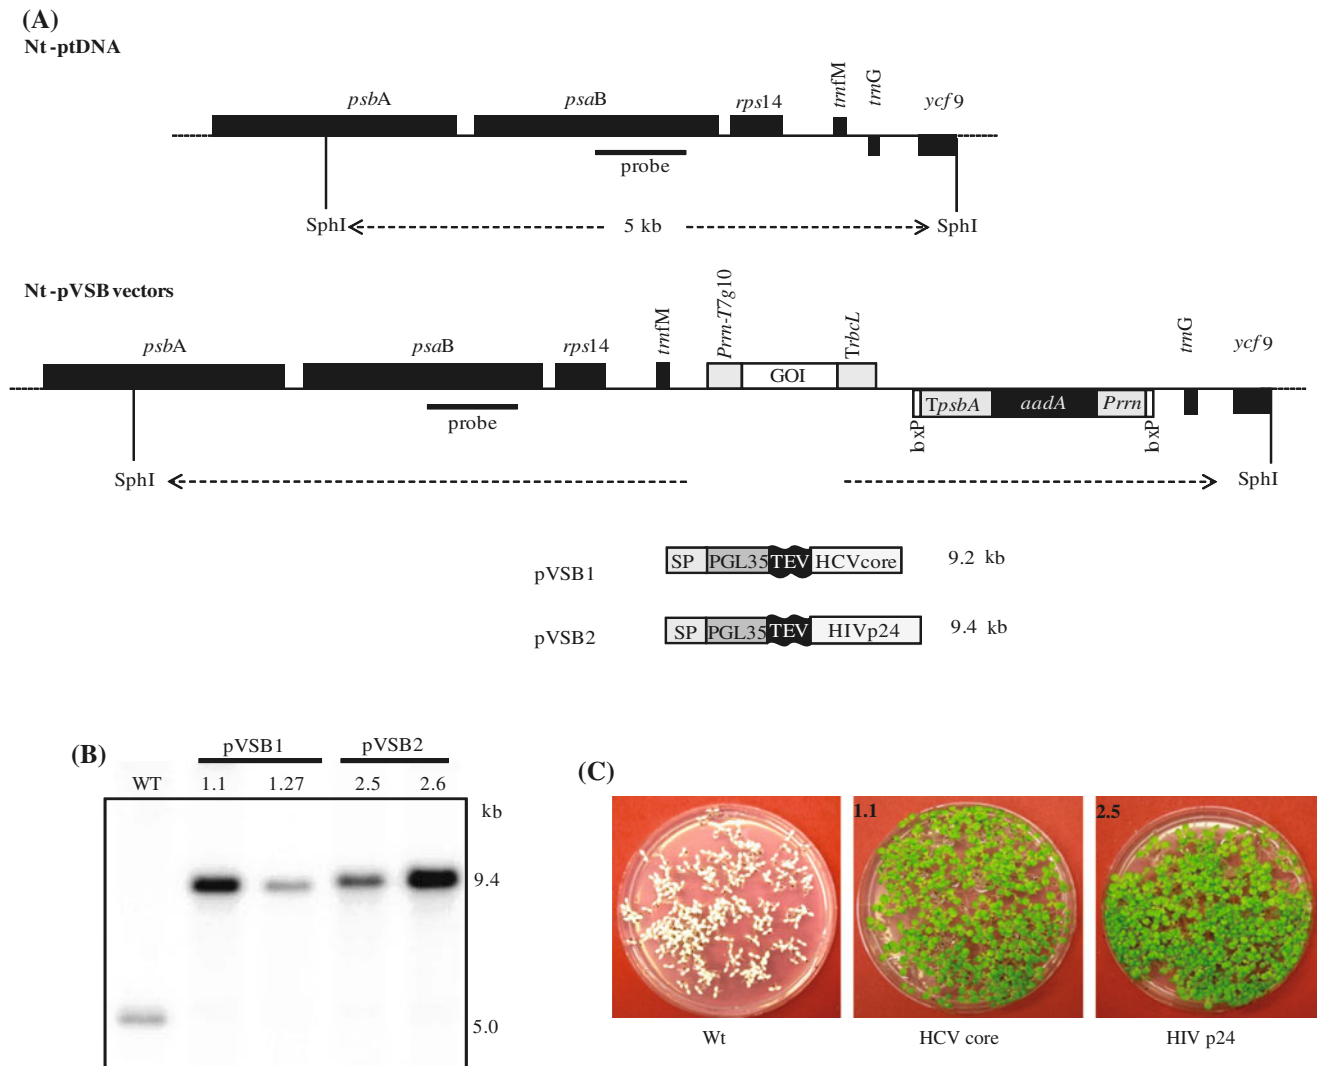 (A)
Nt-ptDNA
psbA psaB rps14 trnfM trnG ycf9
probe
SphI 5 kb SphI
Nt-pVSB vectors
psbA psaB rps14 trnfM Prrn-T7g10 TrbcL trnG ycf9
GOI
TpsbA aadA Prrn
probe
loxP loxP
SphI SphI
pVSB1 SP PGL35 TEV HCVcore 9.2 kb
pVSB2 SP PGL35 TEV HIVp24 9.4 kb
(B)
pVSB1 pVSB2
WT 1.1 1.27 2.5 2.6
kb
9.4
5.0
(C)
1.1 2.5
Wt HCV core HIV p24